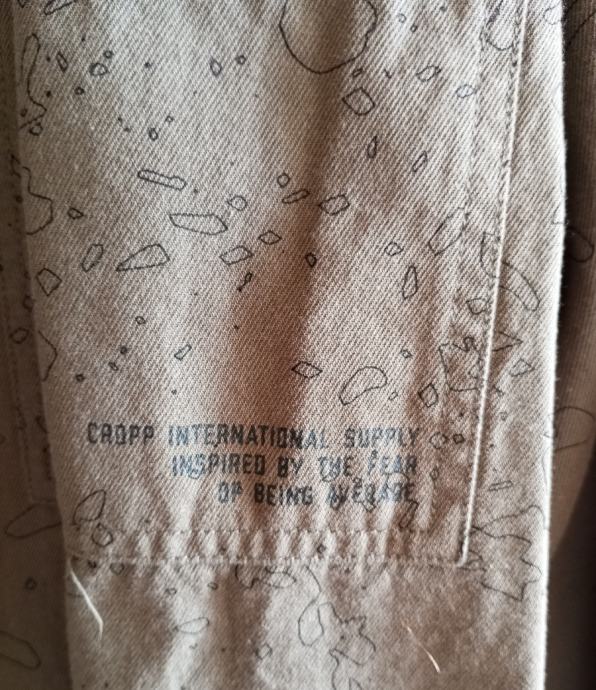 CROPP INTERNATIONAL SUPPLY
INSPIRED BY THE FEAR
OF BEING AVERAGE